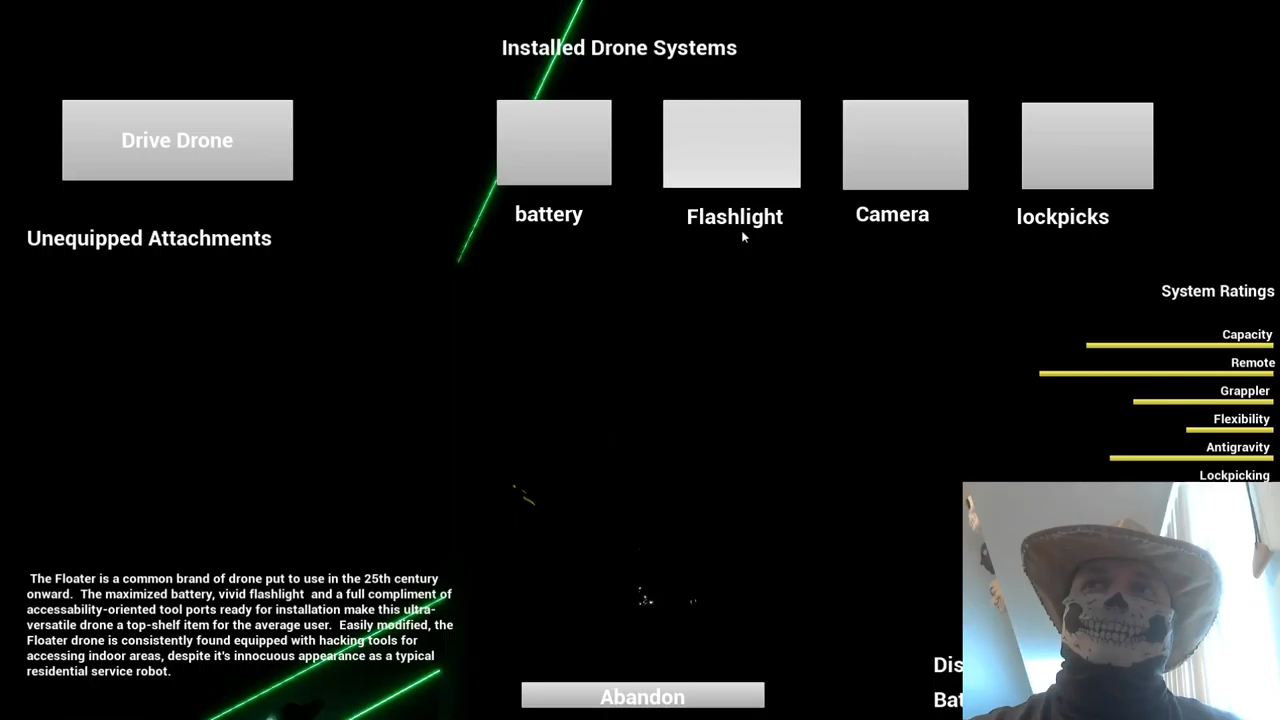 Installed Drone Systems
Drive Drone
battery
Flashlight
Camera
lockpicks
Unequipped Attachments
System Ratings
Capacity
Remote
Grappler
Flexibility
Antigravity
Lockpicking
The Floater is a common brand of drone put to use in the 25th century
onward.  The maximized battery, vivid flashlight  and a full compliment of
accessability-oriented tool ports ready for installation make this ultra-
versatile drone a top-shelf item for the average user.  Easily modified, the
Floater drone is consistently found equipped with hacking tools for
accessing indoor areas, despite it's innocuous appearance as a typical
residential service robot.
Dis
Bat
Abandon